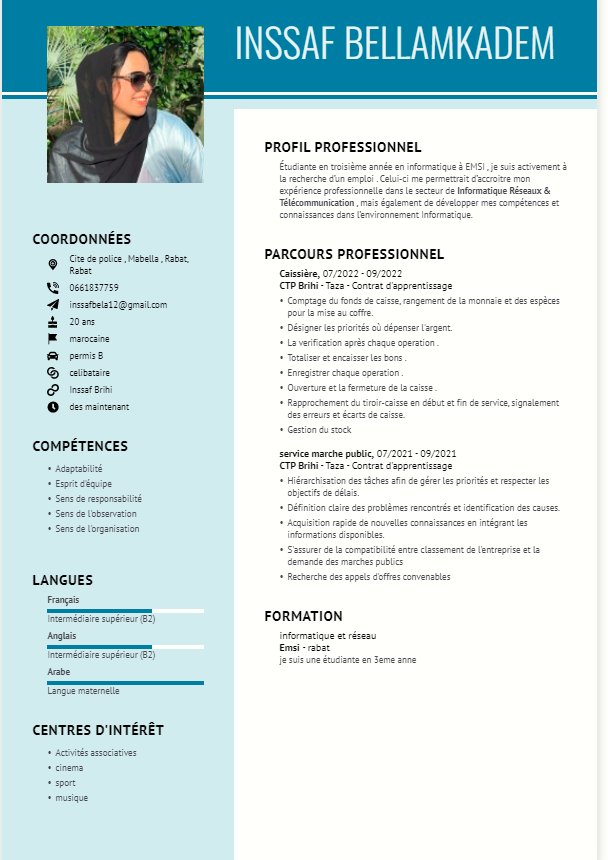 INSSAF BELLAMKADEM
COORDONNÉES
Cite de police , Mabella , Rabat,
Rabat
0661837759
inssafbela12@gmail.com
20 ans
marocaine
permis B
celibataire
Inssaf Brihi
des maintenant
COMPÉTENCES
• Adaptabilité
• Esprit d'équipe
• Sens de responsabilité
• Sens de l'observation
• Sens de l'organisation
LANGUES
Français
Intermédiaire supérieur (B2)
Anglais
Intermédiaire supérieur (B2)
Arabe
Langue maternelle
CENTRES D'INTÉRÊT
• Activités associatives
• cinema
• sport
• musique
PROFIL PROFESSIONNEL
Étudiante en troisième année en informatique à EMSI , je suis activement à
la recherche d'un emploi . Celui-ci me permettrait d'accroitre mon
expérience professionnelle dans le secteur de Informatique Réseaux &
Télécommunication , mais également de développer mes compétences et
connaissances dans l'environnement Informatique.
PARCOURS PROFESSIONNEL
Caissière, 07/2022 - 09/2022
CTP Brihi - Taza - Contrat d'apprentissage
• Comptage du fonds de caisse, rangement de la monnaie et des espèces
pour la mise au coffre.
• Désigner les priorités où dépenser l'argent.
• La verification après chaque operation .
• Totaliser et encaisser les bons .
• Enregistrer chaque operation .
• Ouverture et la fermeture de la caisse .
• Rapprochement du tiroir-caisse en début et fin de service, signalement
des erreurs et écarts de caisse.
• Gestion du stock
service marche public, 07/2021 - 09/2021
CTP Brihi - Taza - Contrat d'apprentissage
• Hiérarchisation des tâches afin de gérer les priorités et respecter les
objectifs de délais.
• Définition claire des problèmes rencontrés et identification des causes.
• Acquisition rapide de nouvelles connaissances en intégrant les
informations disponibles.
• S'assurer de la compatibilité entre classement de l'entreprise et la
demande des marches publics
• Recherche des appels d'offres convenables
FORMATION
informatique et réseau
Emsi - rabat
je suis une étudiante en 3eme anne